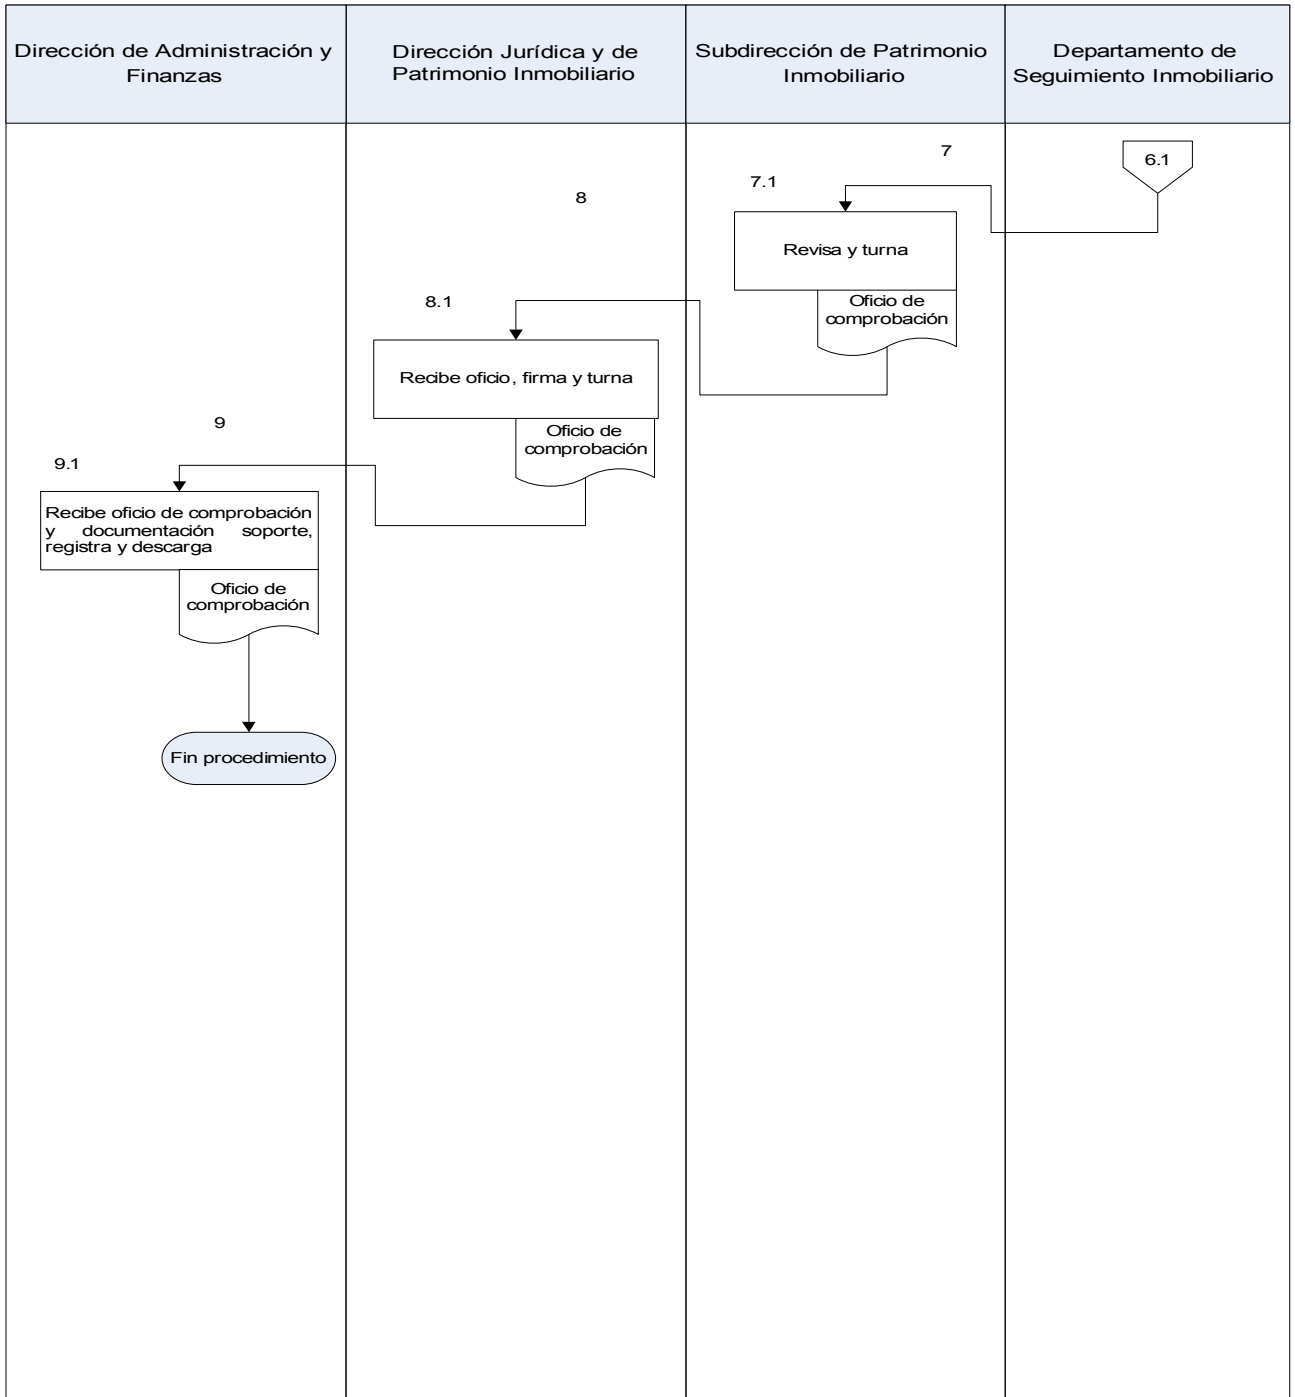 Dirección de Administración y
Finanzas
Dirección Jurídica y de
Patrimonio Inmobiliario
Subdirección de Patrimonio
Inmobiliario
Departamento de
Seguimiento Inmobiliario
6.1
7
7.1
Revisa y turna
Oficio de
comprobación
8
8.1
Recibe oficio, firma y turna
Oficio de
comprobación
9
9.1
Recibe oficio de comprobación
y documentación soporte,
registra y descarga
Oficio de
comprobación
Fin procedimiento